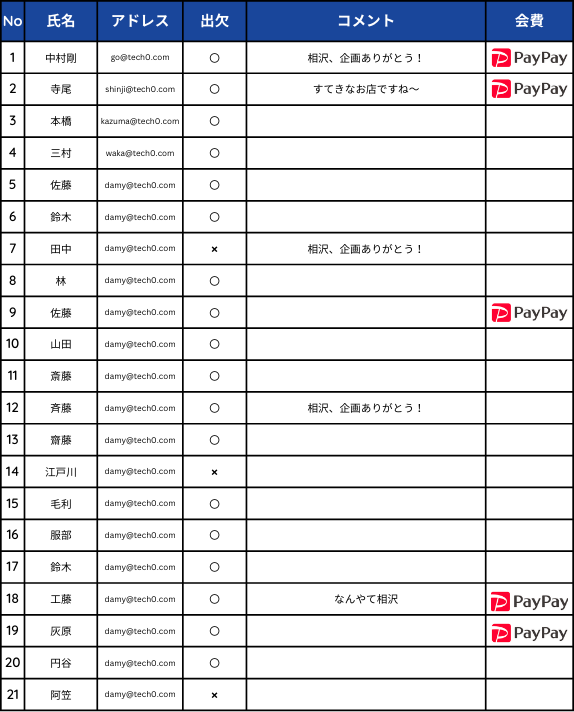 No 氏名 アドレス 出欠 コメント 会費
1 中村剛 go@tech0.com 〇 相沢、企画ありがとう！ PayPay
2 寺尾 shinji@tech0.com 〇 すてきなお店ですね～ PayPay
3 本橋 kazuma@tech0.com 〇
4 三村 waka@tech0.com 〇
5 佐藤 damy@tech0.com 〇
6 鈴木 damy@tech0.com 〇
7 田中 damy@tech0.com × 相沢、企画ありがとう！
8 林 damy@tech0.com 〇
9 佐藤 damy@tech0.com 〇 PayPay
10 山田 damy@tech0.com 〇
11 斎藤 damy@tech0.com 〇
12 斉藤 damy@tech0.com 〇 相沢、企画ありがとう！
13 齋藤 damy@tech0.com 〇
14 江戸川 damy@tech0.com ×
15 毛利 damy@tech0.com 〇
16 服部 damy@tech0.com 〇
17 鈴木 damy@tech0.com 〇
18 工藤 damy@tech0.com 〇 なんやて相沢 PayPay
19 灰原 damy@tech0.com 〇 PayPay
20 円谷 damy@tech0.com 〇
21 阿笠 damy@tech0.com ×